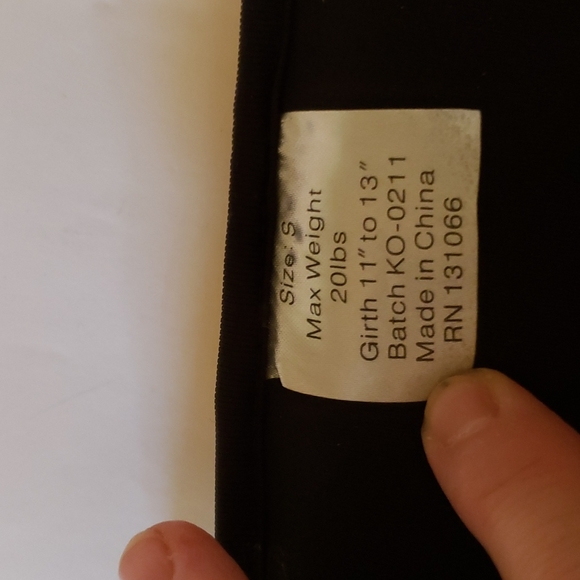 Size: S
Max Weight
20lbs
Girth 11" to 13"
Batch KO-0211
Made in China
RN 131066